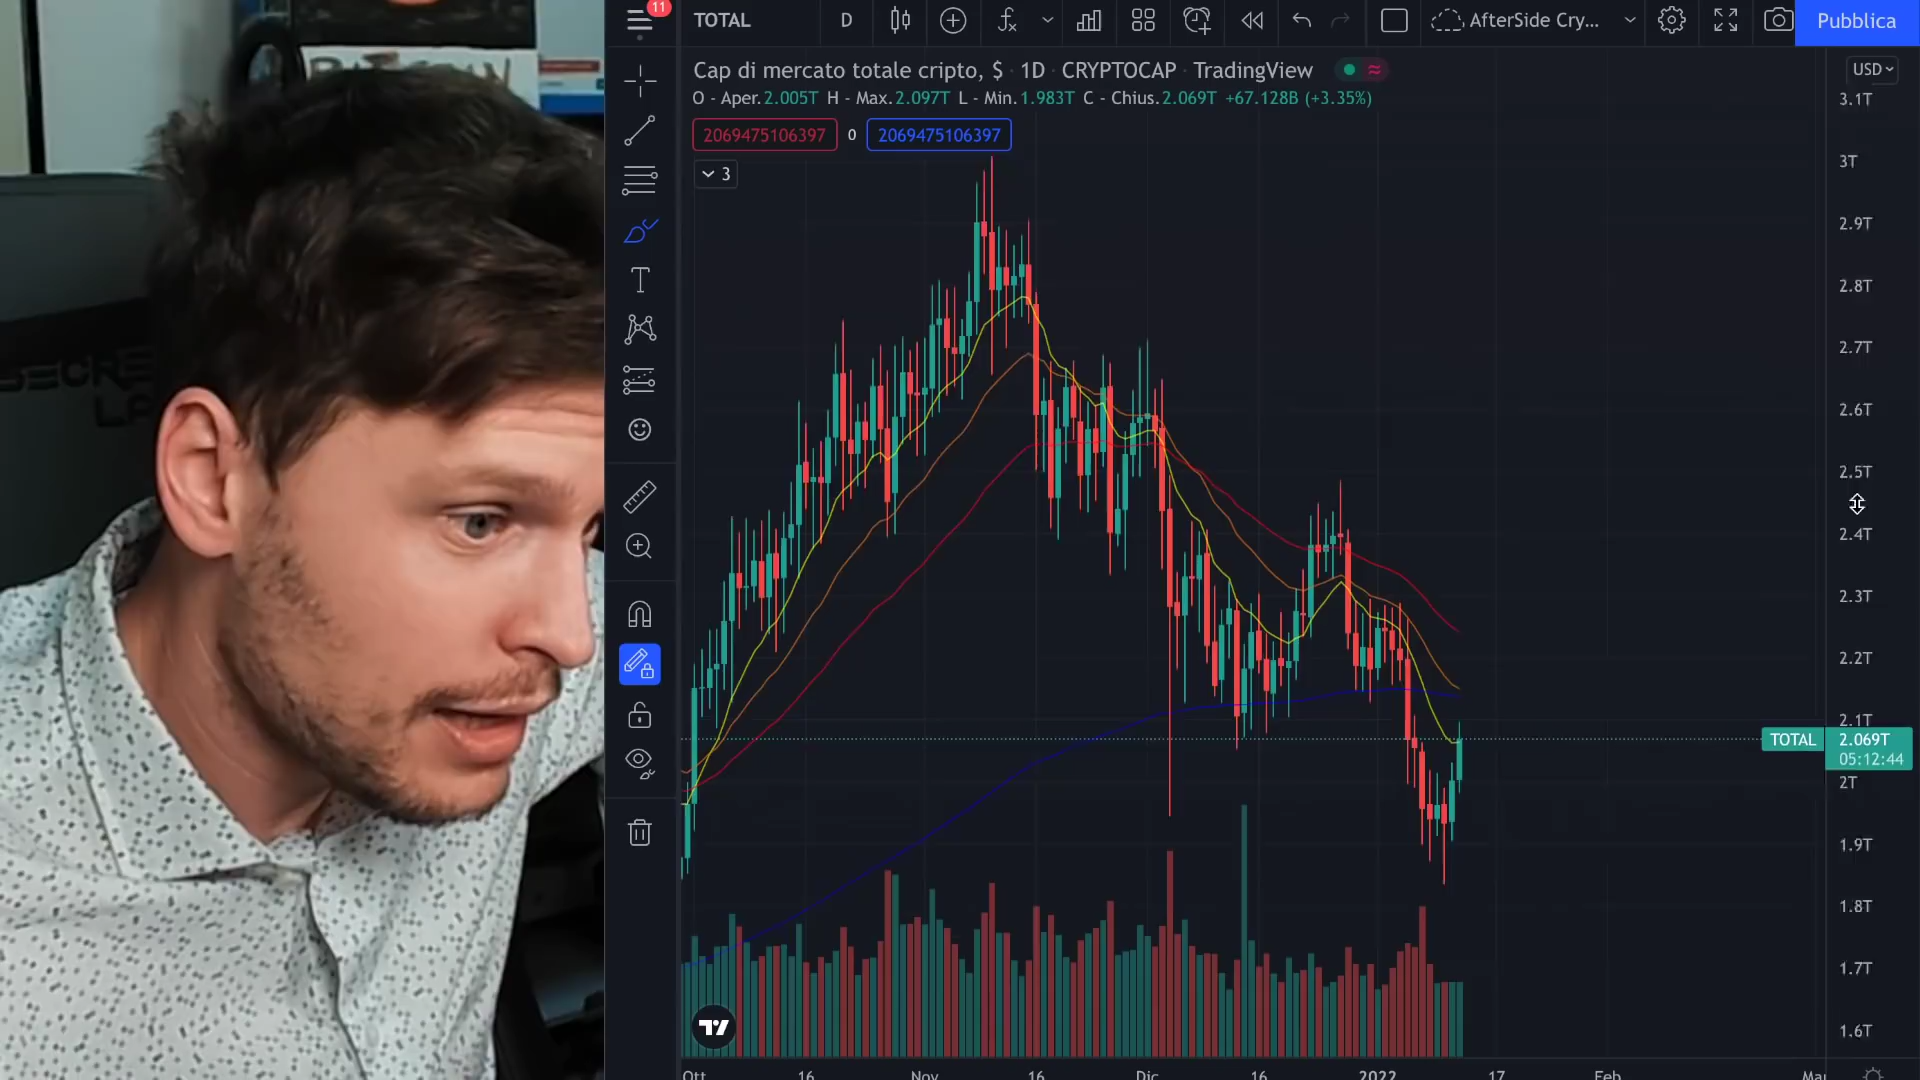 11
TOTAL
D
AfterSide Cry...
Pubblica
Cap di mercato totale cripto, $ · 1D · CRYPTOCAP · TradingView
USD
O - Aper.2.005T H - Max.2.097T L - Min.1.983T C - Chius.2.069T +67.128B (+3.35%)
2069475106397 0 2069475106397
3
3.1T
3T
2.9T
2.8T
2.7T
2.6T
2.5T
2.4T
2.3T
2.2T
2.1T
TOTAL 2.069T
05:12:44
2T
1.9T
1.8T
1.7T
1.6T
Ott 16 Nov 16 Dic 16 2022 17 Feb